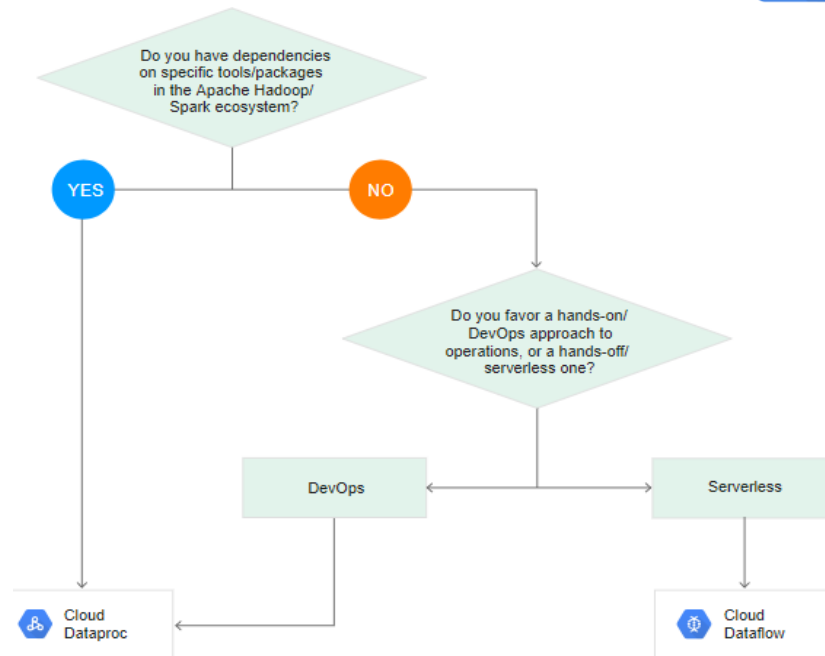 Do you have dependencies
on specific tools/packages
in the Apache Hadoop/
Spark ecosystem?
YES
NO
Do you favor a hands-on/
DevOps approach to
operations, or a hands-off/
serverless one?
DevOps
Serverless
Cloud
Dataproc
Cloud
Dataflow